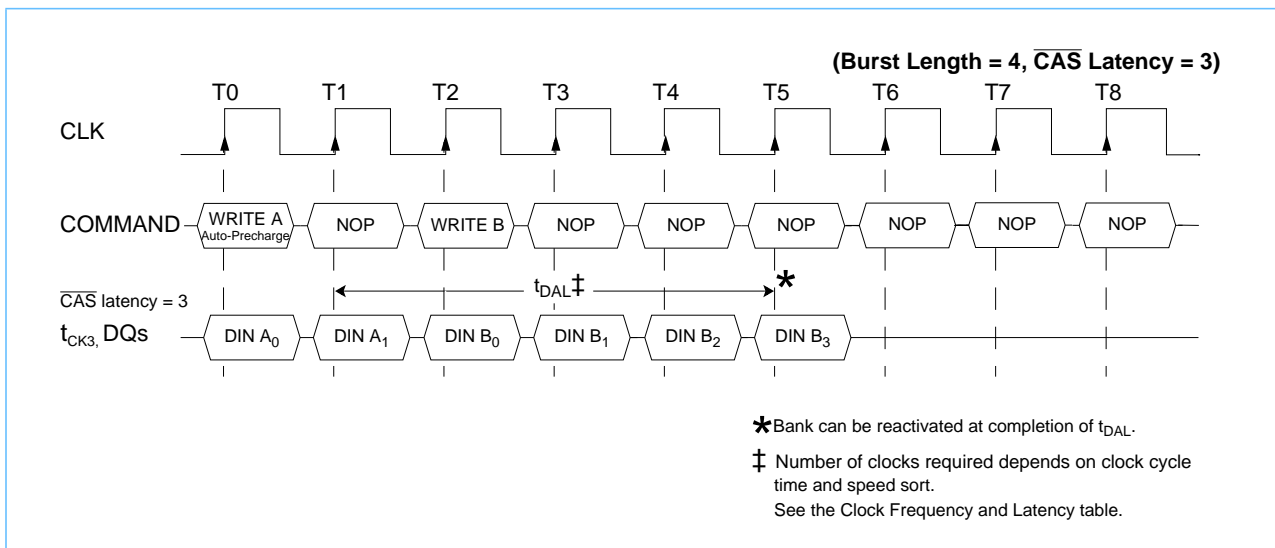 (Burst Length = 4, CAS Latency = 3)
T0 T1 T2 T3 T4 T5 T6 T7 T8
CLK
COMMAND WRITE A Auto-Precharge NOP WRITE B NOP NOP NOP NOP NOP NOP
tDAL‡ *
CAS latency = 3
tCK3, DQs DIN A0 DIN A1 DIN B0 DIN B1 DIN B2 DIN B3
* Bank can be reactivated at completion of tDAL.
‡ Number of clocks required depends on clock cycle
time and speed sort.
See the Clock Frequency and Latency table.